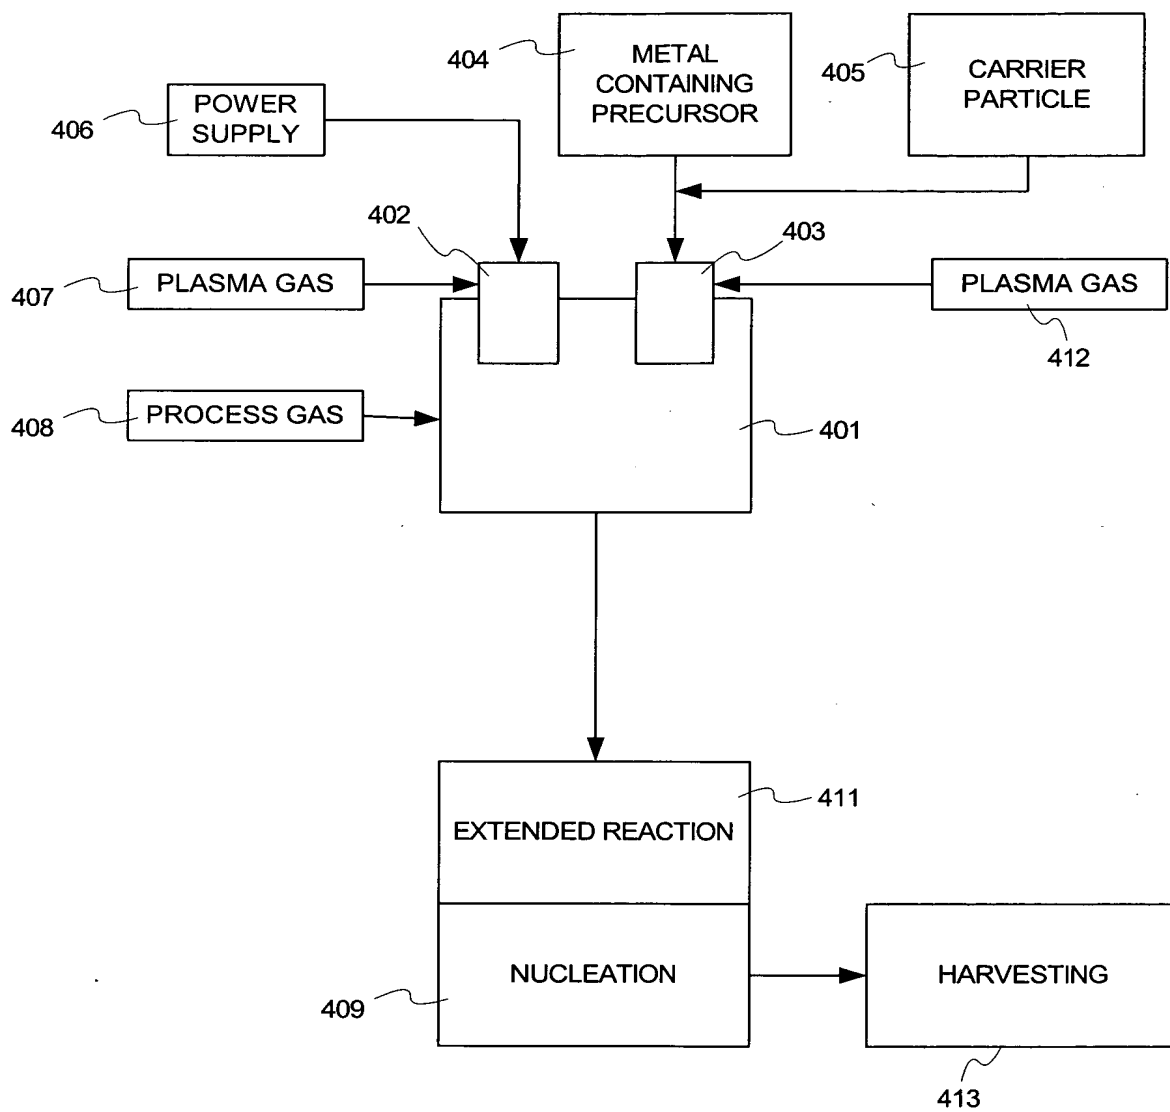 404
METAL
CONTAINING
PRECURSOR
405
CARRIER
PARTICLE
406
POWER
SUPPLY
402
403
407
PLASMA GAS
PLASMA GAS
412
408
PROCESS GAS
401
411
EXTENDED REACTION
NUCLEATION
409
HARVESTING
413